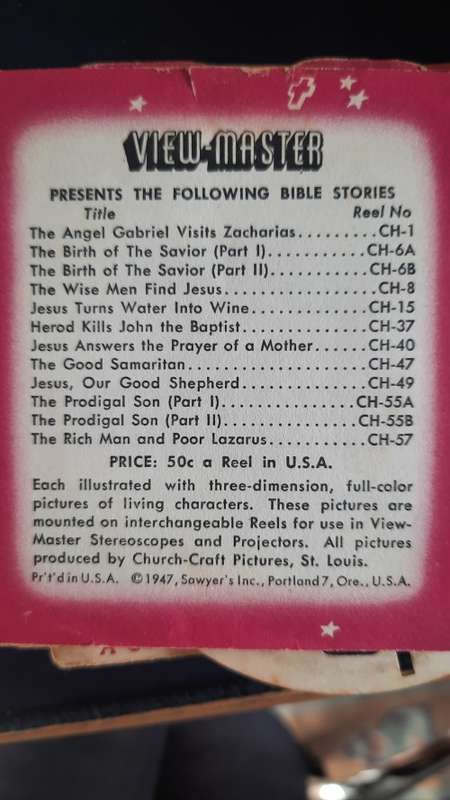 VIEW-MASTER
PRESENTS THE FOLLOWING BIBLE STORIES
Title Reel No
The Angel Gabriel Visits Zacharias.........CH-1
The Birth of The Savior (Part I)...........CH-6A
The Birth of The Savior (Part II)...........CH-6B
The Wise Men Find Jesus..................CH-8
Jesus Turns Water Into Wine.............CH-15
Herod Kills John the Baptist..............CH-37
Jesus Answers the Prayer of a Mother......CH-40
The Good Samaritan.....................CH-47
Jesus, Our Good Shepherd...............CH-49
The Prodigal Son (Part I)................CH-55A
The Prodigal Son (Part II)...............CH-55B
The Rich Man and Poor Lazarus...........CH-57
PRICE: 50c a Reel in U.S.A.
Each illustrated with three-dimension, full-color
pictures of living characters. These pictures are
mounted on interchangeable Reels for use in View-
Master Stereoscopes and Projectors. All pictures
produced by Church-Craft Pictures, St. Louis.
Pr't'd in U.S.A. © 1947, Sawyer's Inc., Portland 7, Ore., U.S.A.